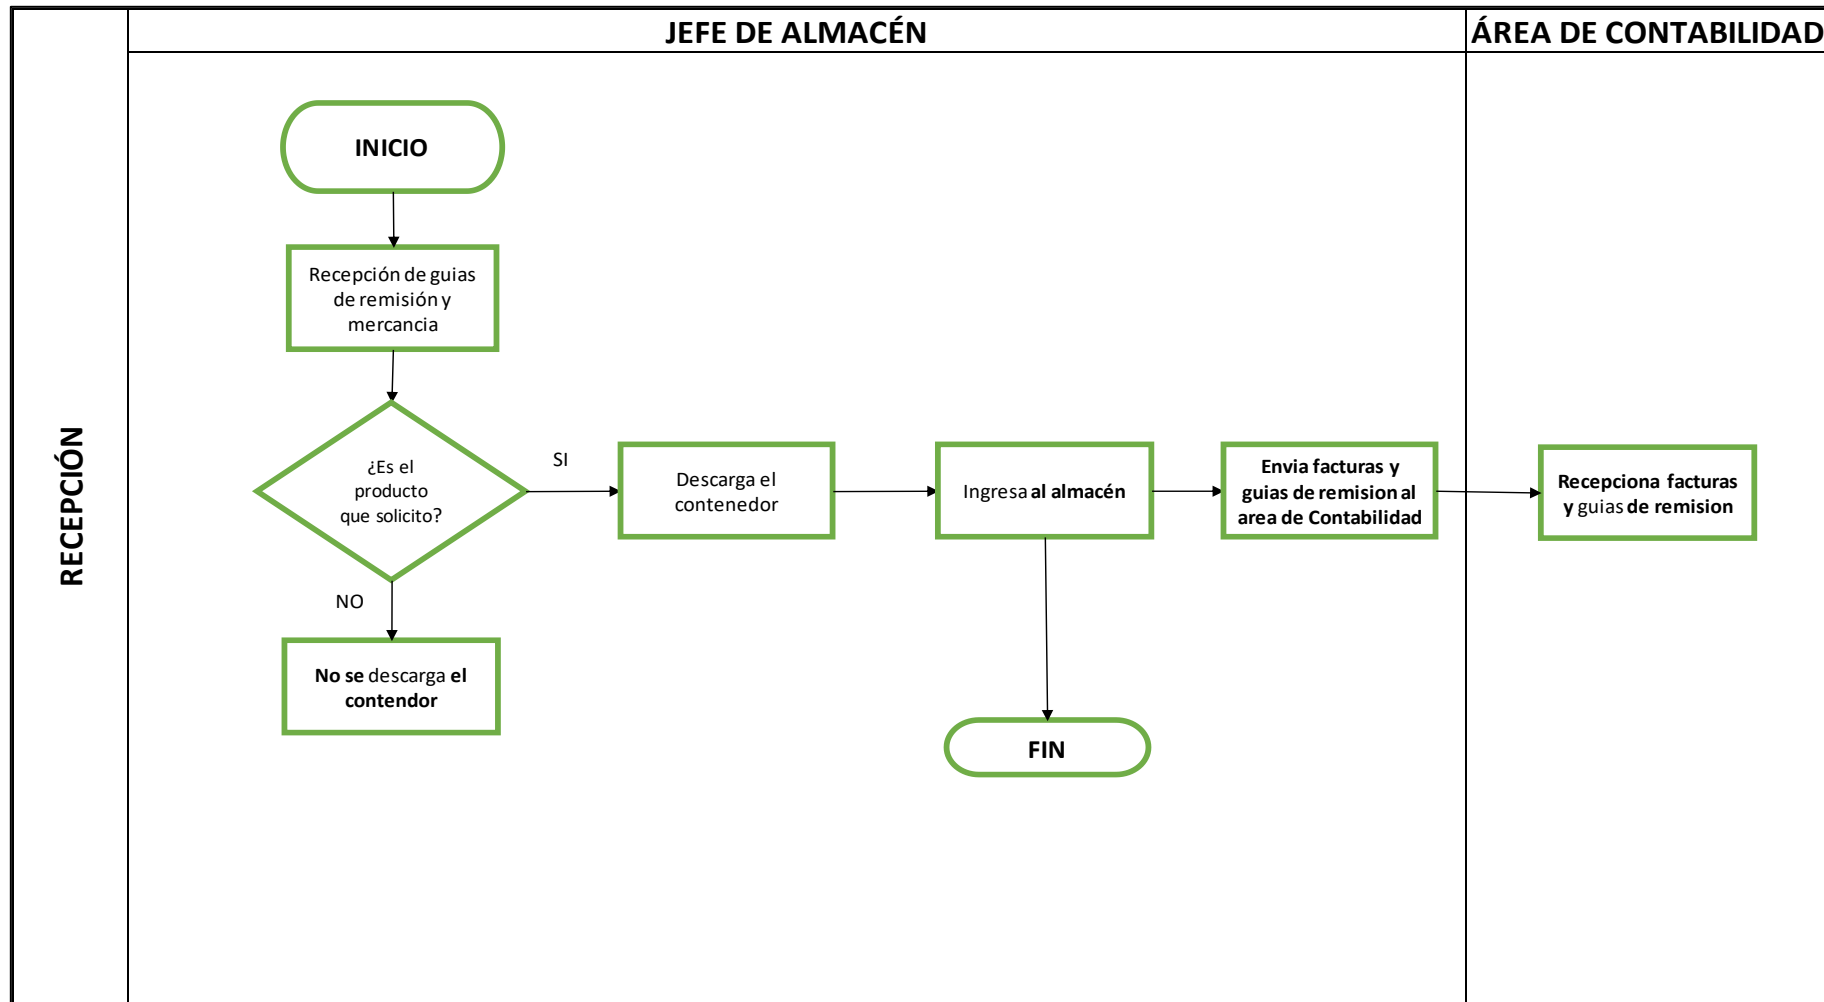 JEFE DE ALMACÉN
ÁREA DE CONTABILIDAD
RECEPCIÓN
INICIO
Recepción de guias
de remisión y
mercancia
¿Es el
producto
que solicito?
SI
Descarga el
contenedor
Ingresa al almacén
Envia facturas y
guias de remision al
area de Contabilidad
Recepciona facturas
y guias de remision
NO
No se descarga el
contendor
FIN